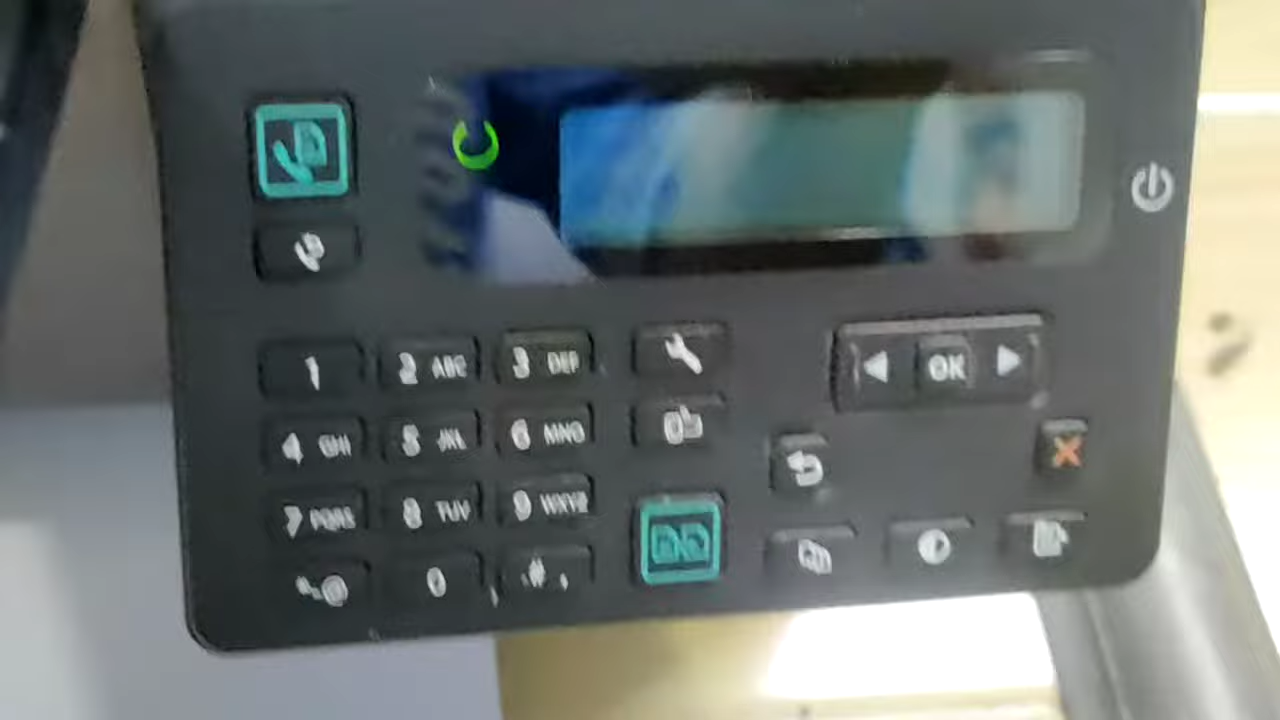 1 2 ABC 3 DEF
OK
4 GHI 5 JKL 6 MNO
7 PQRS 8 TUV 9 WXYZ
*@ 0 #